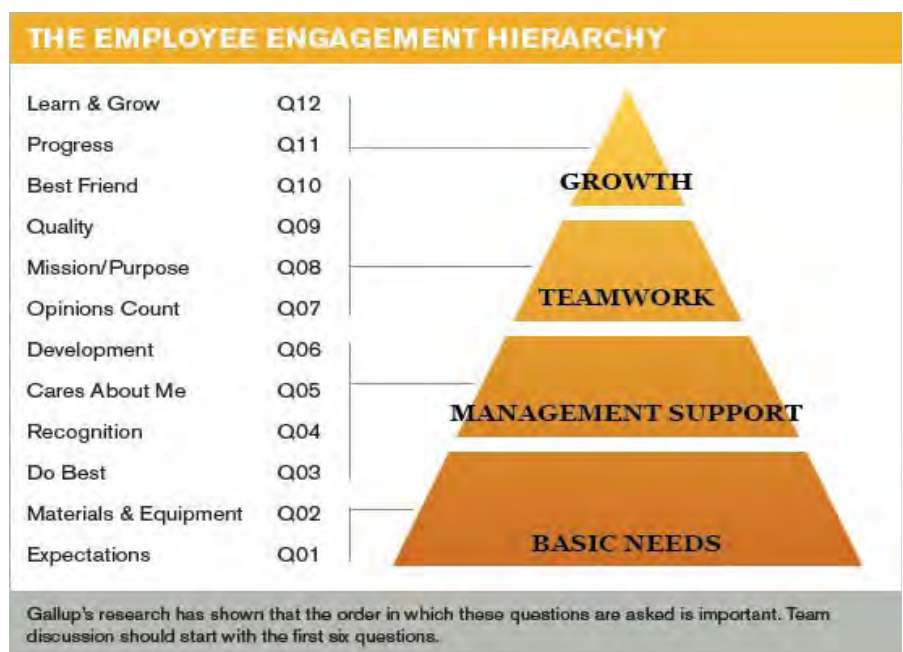 THE EMPLOYEE ENGAGEMENT HIERARCHY
Learn & Grow Q12
Progress Q11
Best Friend Q10
Quality Q09
Mission/Purpose Q08
Opinions Count Q07
Development Q06
Cares About Me Q05
Recognition Q04
Do Best Q03
Materials & Equipment Q02
Expectations Q01
GROWTH
TEAMWORK
MANAGEMENT SUPPORT
BASIC NEEDS
Gallup's research has shown that the order in which these questions are asked is important. Team
discussion should start with the first six questions.